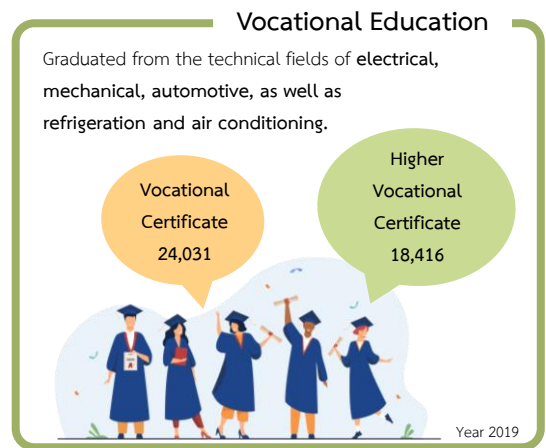 Vocational Education
Graduated from the technical fields of electrical,
mechanical, automotive, as well as
refrigeration and air conditioning.
Vocational
Certificate
24,031
Higher
Vocational
Certificate
18,416
Year 2019